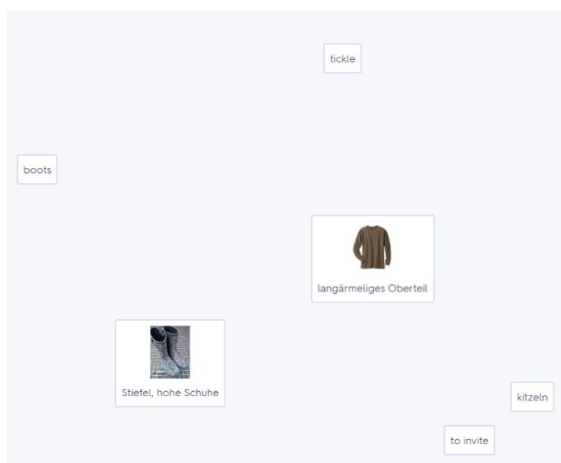 tickle
boots
langärmeliges Oberteil
Stiefel, hohe Schuhe
kitzeln
to invite